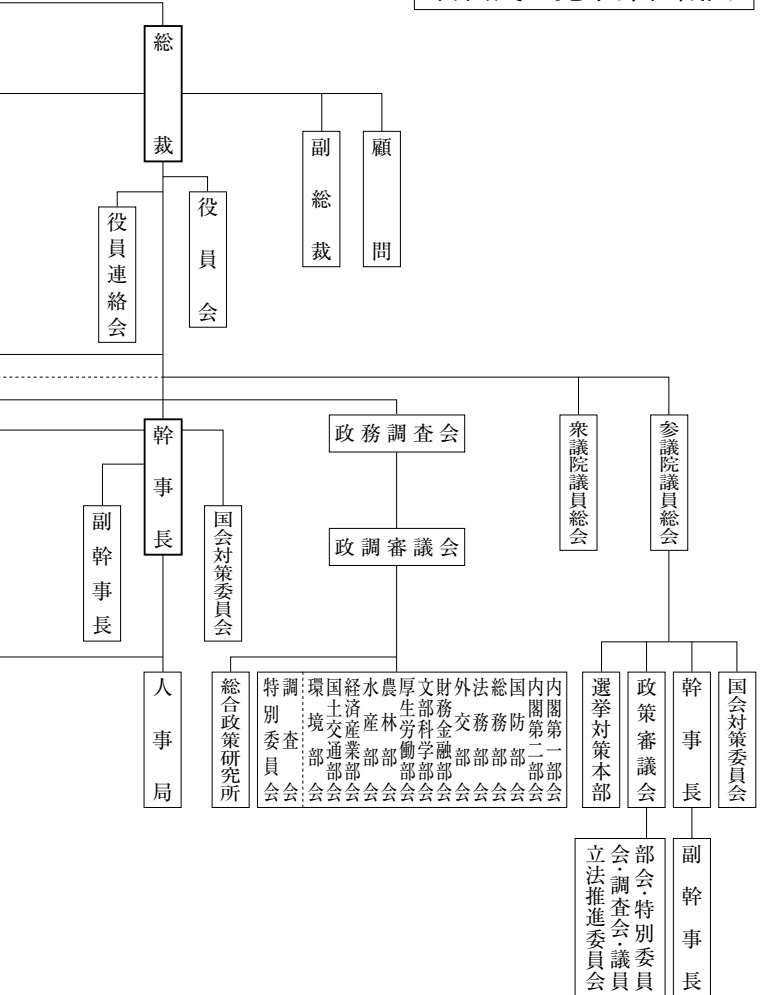 総裁
副総裁
顧問
役員連絡会
役員会
幹事長
副幹事長
国会対策委員会
政務調査会
政調審議会
衆議院議員総会
参議院議員総会
人事局
総合政策研究所
内閣第一部会
内閣第二部会
国防部会
総務部会
法務部会
外交部会
財務金融部会
文部科学部会
厚生労働部会
農林部会
水産部会
経済産業部会
国土交通部会
環境部会
調査会
特別委員会
国会対策委員会
幹事長
政策審議会
選挙対策本部
副幹事長
部会・特別委員
会・調査会・議員
立法推進委員会